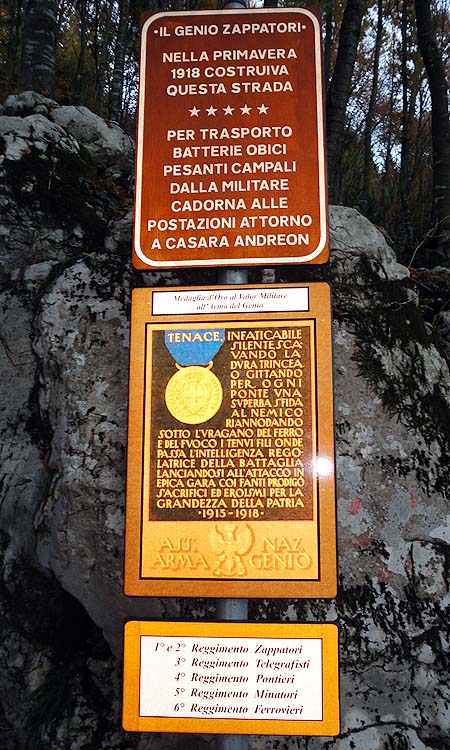 ·IL GENIO ZAPPATORI·
NELLA PRIMAVERA
1918 COSTRUIVA
QUESTA STRADA
★★★★★
PER TRASPORTO
BATTERIE OBICI
PESANTI CAMPALI
DALLA MILITARE
CADORNA ALLE
POSTAZIONI ATTORNO
A CASARA ANDREON
Medaglia d'Oro al Valor Militare
all'Arma del Genio
TENACE, INFATICABILE
SILENTE SCA
VANDO LA
DVRA TRINCEA
O GITTANDO
PER OGNI
PONTE VNA
SVPERBA SFIDA
AL NEMICO
RIANNODANDO
SOTTO L'VRAGANO DEL FERRO
E DEL FVOCO I TENVI FILI ONDE
PASSA L'INTELLIGENZA REGO
LATRICE DELLA BATTAGLIA
LANCIANDOSI ALL'ATTACCO IN
EPICA GARA COI FANTI PRODIGO
SACRIFICI ED EROISMI PER LA
GRANDEZZA DELLA PATRIA
·1915-1918·
ASS. NAZ.
ARMA GENIO
1° e 2° Reggimento Zappatori
3° Reggimento Telegrafisti
4° Reggimento Pontieri
5° Reggimento Minatori
6° Reggimento Ferrovieri